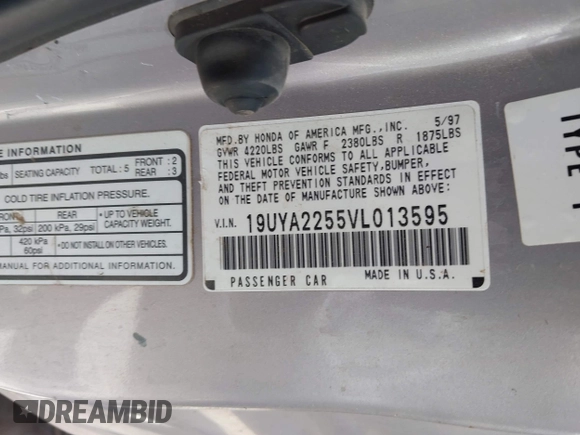 MFD. BY HONDA OF AMERICA MFG., INC. 5/97
GVWR 4220LBS GAWR F 2380LBS R 1875LBS
THIS VEHICLE CONFORMS TO ALL APPLICABLE
FEDERAL MOTOR VEHICLE SAFETY, BUMPER,
AND THEFT PREVENTION STANDARDS IN EFFECT
ON THE DATE OF MANUFACTURE SHOWN ABOVE:
V.I.N. 19UYA2255VL013595
PASSENGER CAR MADE IN U.S.A.
E INFORMATION
lbs SEATING CAPACITY TOTAL: 5 FRONT: 2
REAR :3
COLD TIRE INFLATION PRESSURE.
REAR • UP TO VEHICLE
32psi 200 kPa, 29psi CAPACITY WEIGHT.
420 kPa • DO NOT INSTALL ON OTHER
60psi
MANUAL FOR ADDITIONAL INFORMATION.
TYPE
DREAMBID